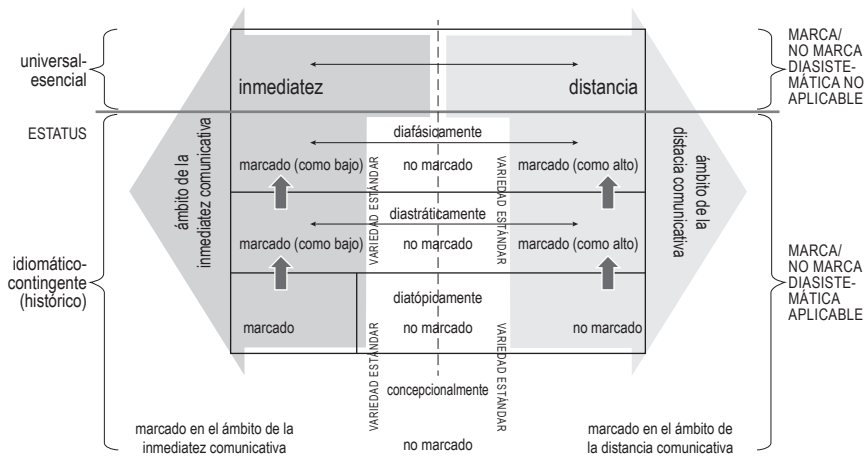 universal-
esencial
inmediatez
distancia
MARCA/
NO MARCA
DIASISTE-
MÁTICA NO
APLICABLE
ESTATUS
idiomático-
contingente
(histórico)
ámbito de la
inmediatez comunicativa
diafásicamente
marcado (como bajo)
no marcado
marcado (como alto)
VARIEDAD ESTÁNDAR
VARIEDAD ESTÁNDAR
diastráticamente
marcado (como bajo)
no marcado
marcado (como alto)
diatópicamente
marcado
no marcado
no marcado
VARIEDAD ESTÁNDAR
VARIEDAD ESTÁNDAR
ámbito de la
distacia comunicativa
MARCA/
NO MARCA
DIASISTE-
MÁTICA
APLICABLE
concepcionalmente
marcado en el ámbito de la
inmediatez comunicativa
no marcado
marcado en el ámbito de
la distancia comunicativa